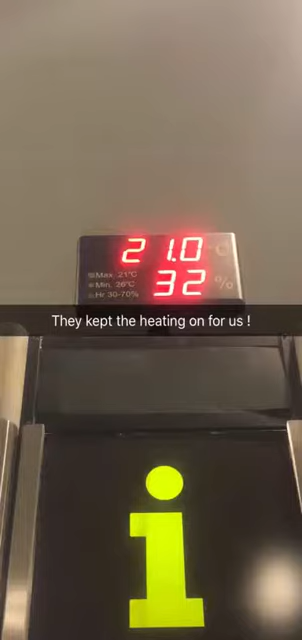 21.0 °C
Max. 21°C
Min. 26°C
Hr 30-70%
32 %
They kept the heating on for us !
i